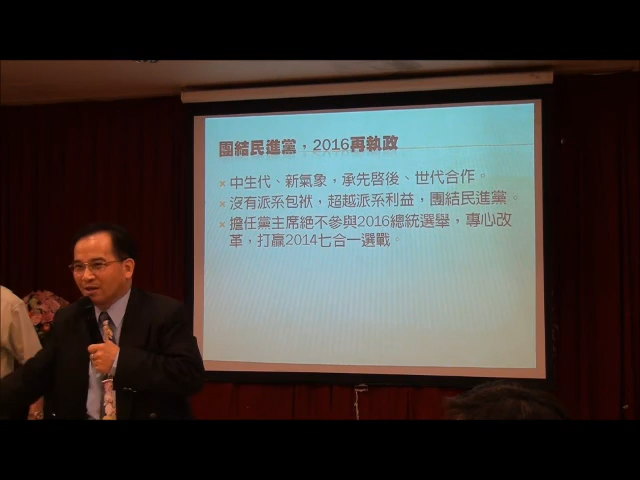 團結民進黨，2016再執政
中生代、新氣象，承先啓後、世代合作。
沒有派系包袱，超越派系利益，團結民進黨。
擔任黨主席絕不參與2016總統選舉，專心改
革，打贏2014七合一選戰。